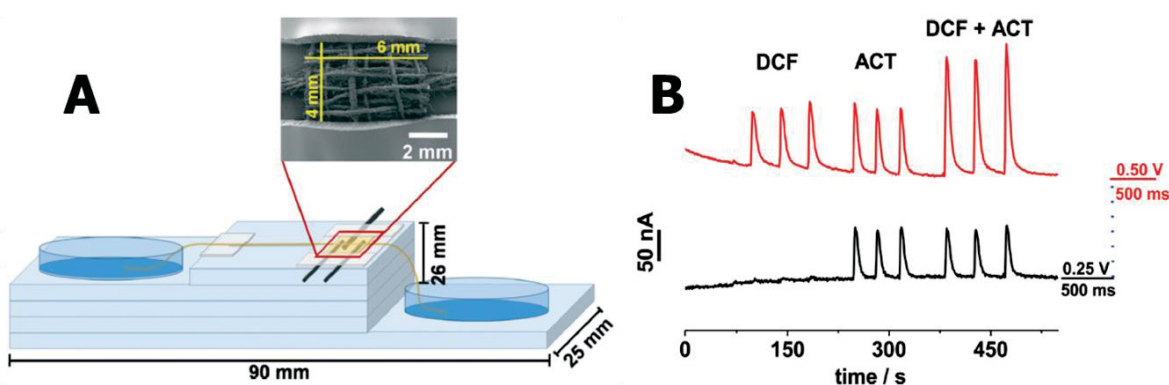 A
6 mm
4 mm
2 mm
26 mm
25 mm
90 mm
B
DCF + ACT
DCF
ACT
0.50 V
500 ms
50 nA
0.25 V
500 ms
0
150
300
450
time / s